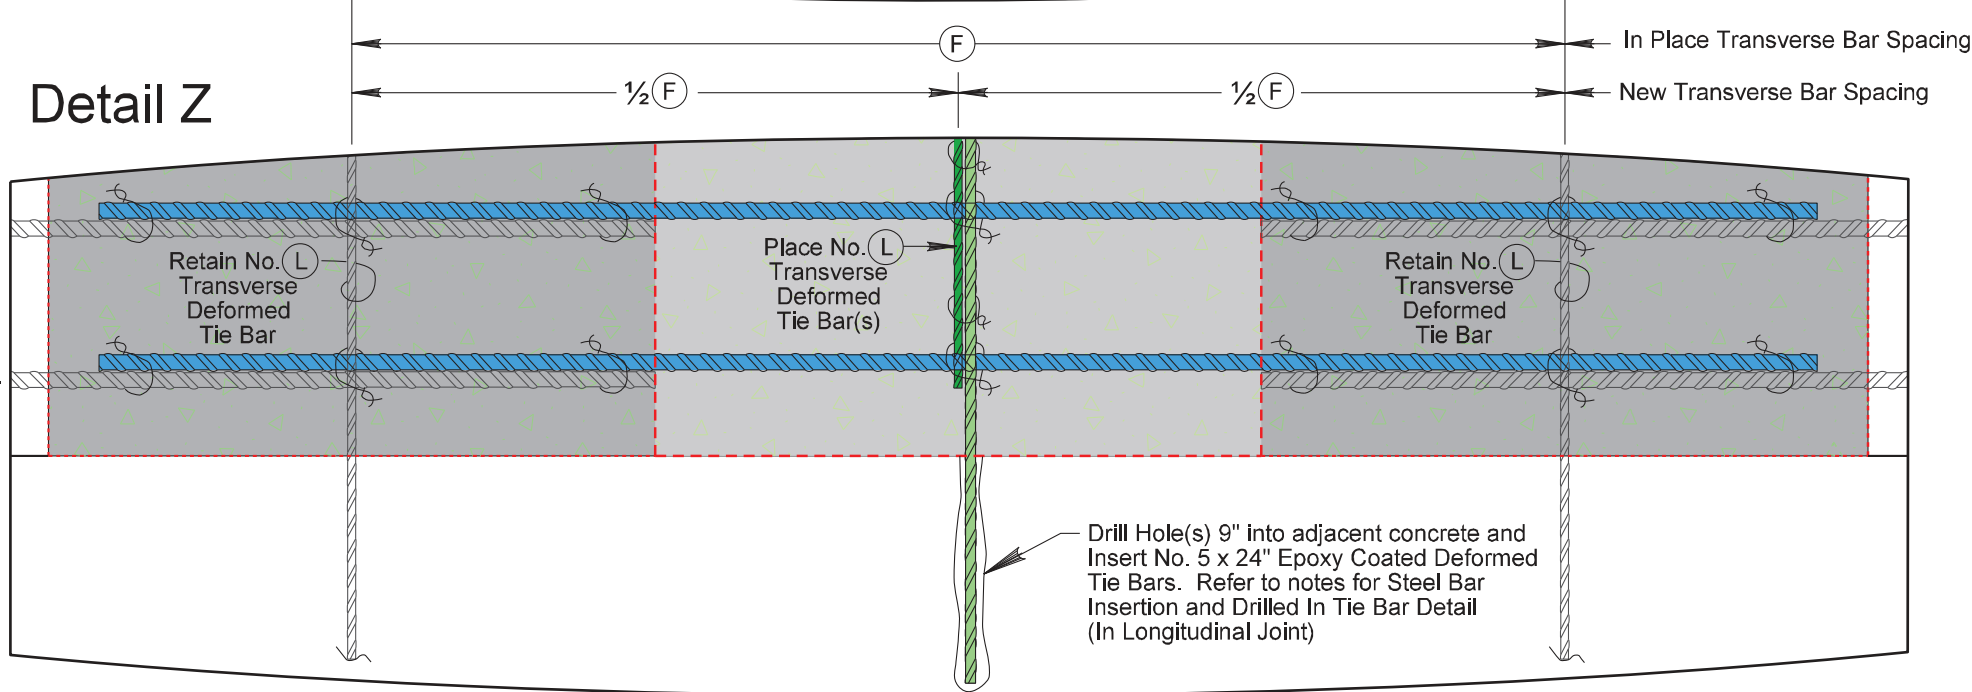 F
In Place Transverse Bar Spacing
Detail Z
½ F
½ F
New Transverse Bar Spacing
Retain No. L
Transverse
Deformed
Tie Bar
Place No. L
Transverse
Deformed
Tie Bar(s)
Retain No. L
Transverse
Deformed
Tie Bar
Drill Hole(s) 9" into adjacent concrete and
Insert No. 5 x 24" Epoxy Coated Deformed
Tie Bars. Refer to notes for Steel Bar
Insertion and Drilled In Tie Bar Detail
(In Longitudinal Joint)